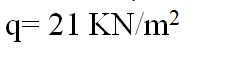 q= 21 KN/m²